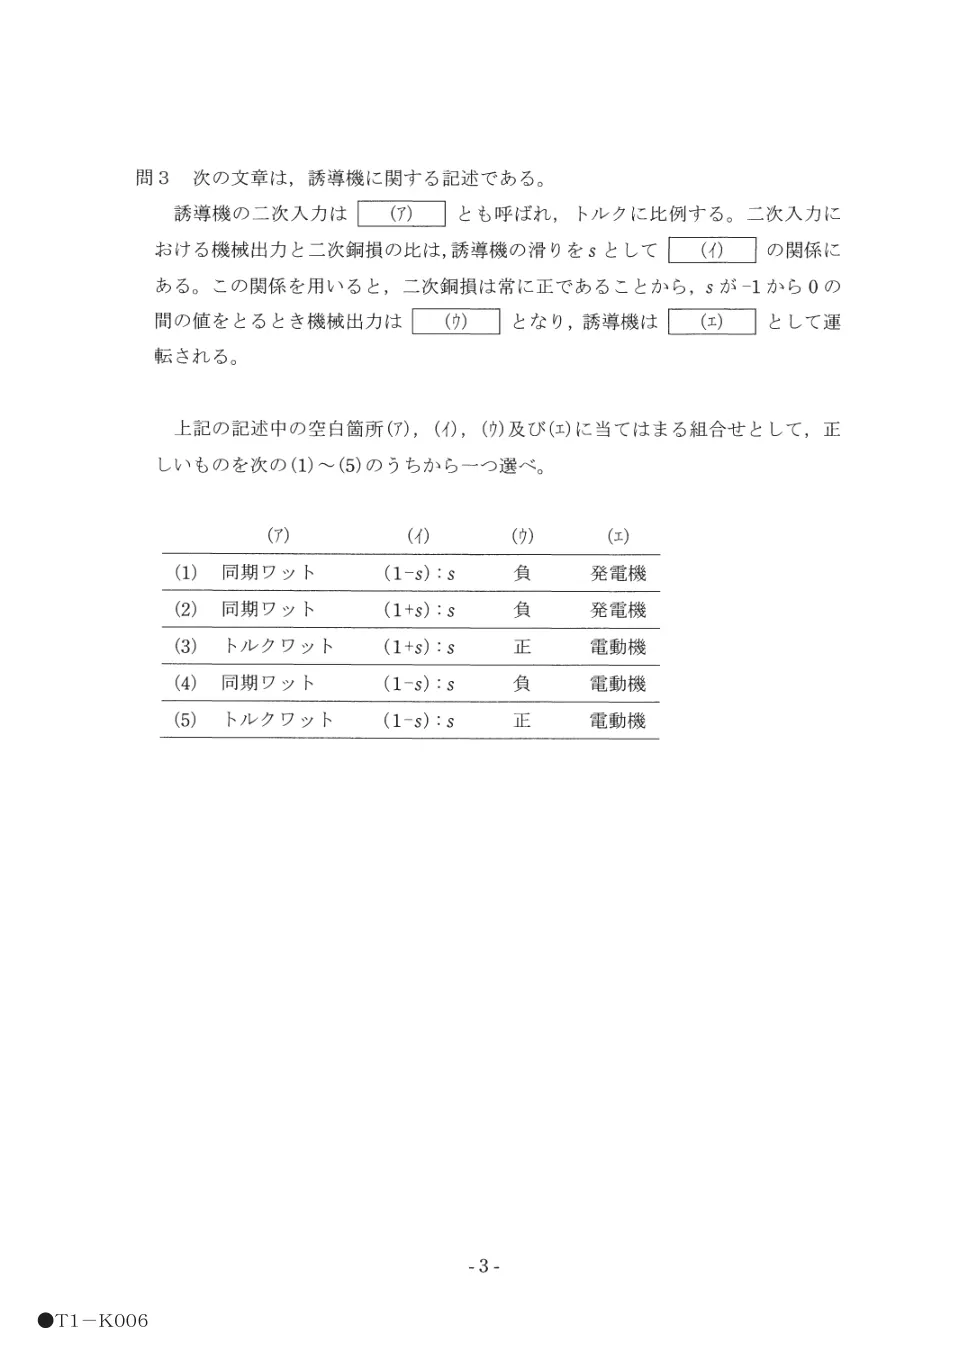 問3 次の文章は，誘導機に関する記述である。
誘導機の二次入力は (ア) とも呼ばれ，トルクに比例する。二次入力に
おける機械出力と二次銅損の比は，誘導機の滑りをsとして (イ) の関係に
ある。この関係を用いると，二次銅損は常に正であることから，sが-1から0の
間の値をとるとき機械出力は (ウ) となり，誘導機は (エ) として運
転される。
上記の記述中の空白箇所(ア)，(イ)，(ウ)及び(エ)に当てはまる組合せとして，正
しいものを次の(1)～(5)のうちから一つ選べ。
(ア) (イ) (ウ) (エ)
(1) 同期ワット (1-s):s 負 発電機
(2) 同期ワット (1+s):s 負 発電機
(3) トルクワット (1+s):s 正 電動機
(4) 同期ワット (1-s):s 負 電動機
(5) トルクワット (1-s):s 正 電動機
- 3 -
●T1－K006